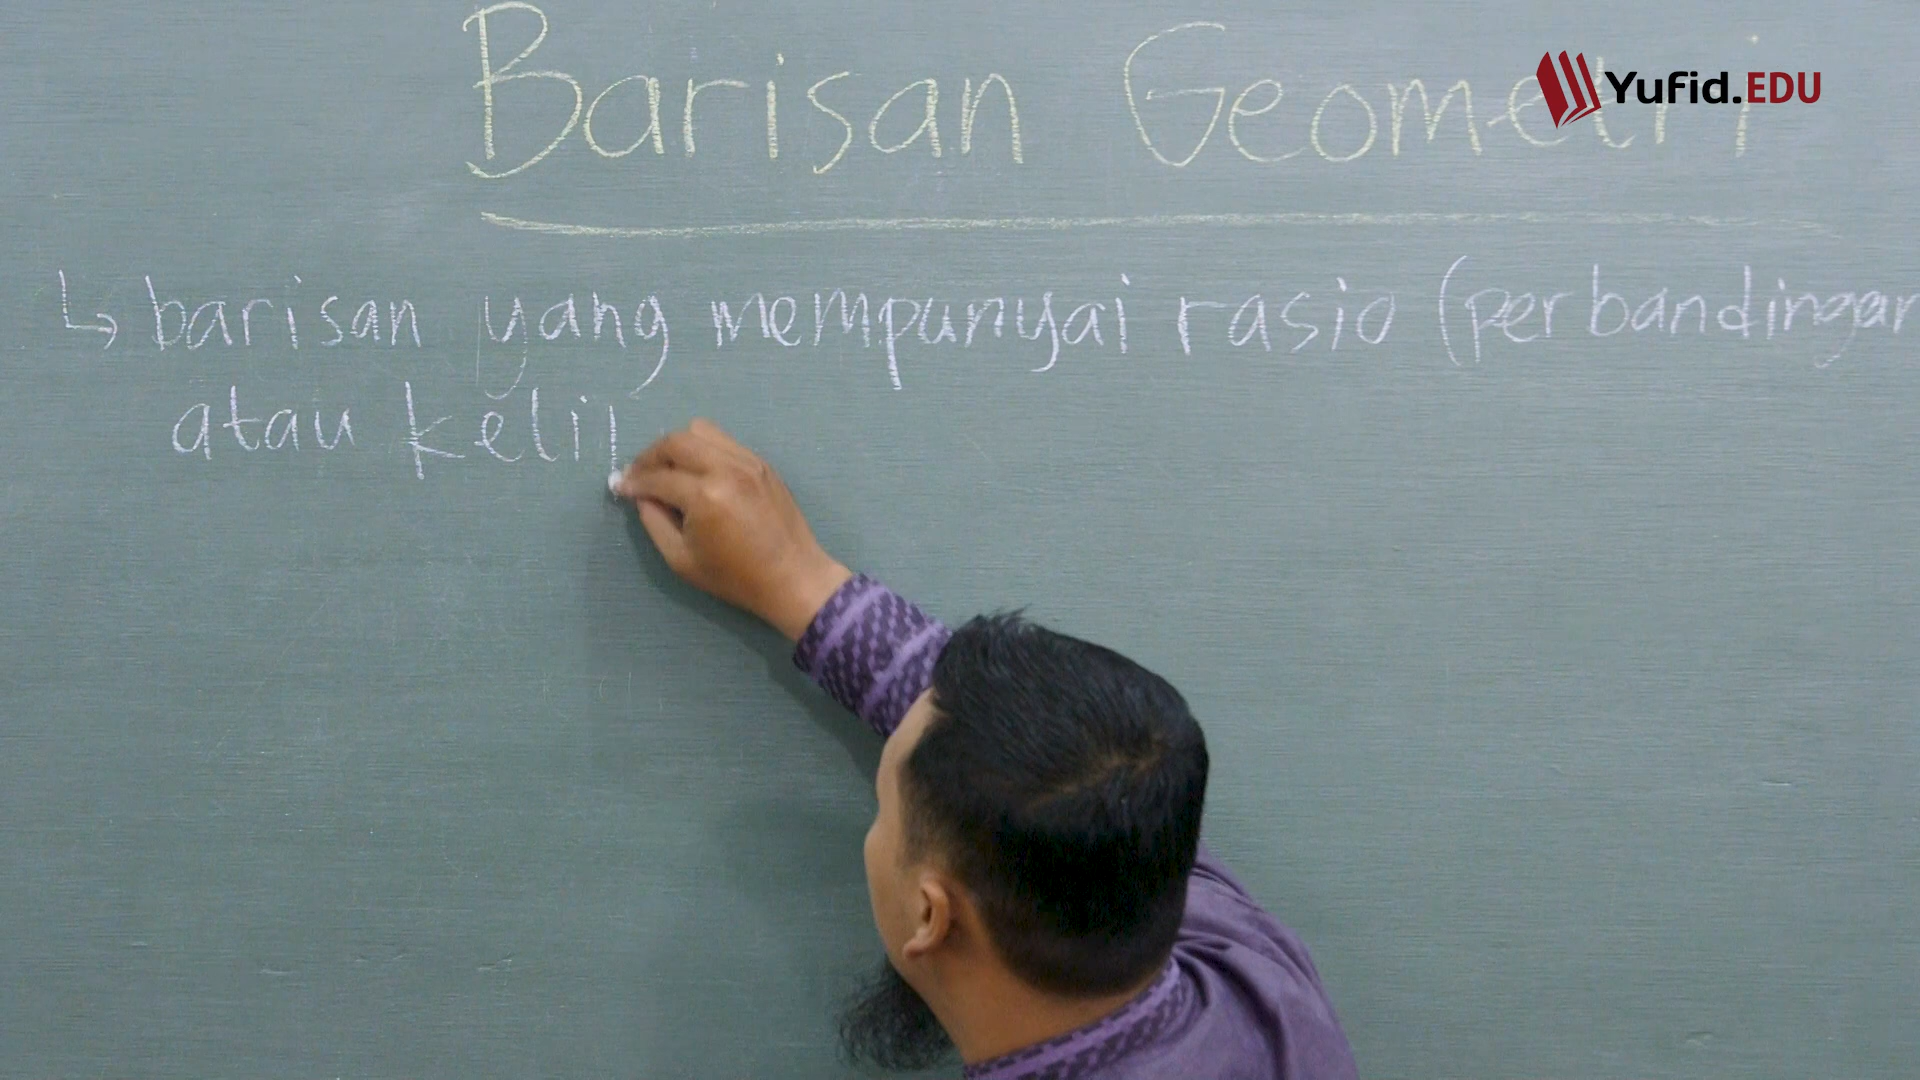 Barisan Geometri
Yufid.EDU
↳ barisan yang mempunyai rasio (perbandingan
atau keli